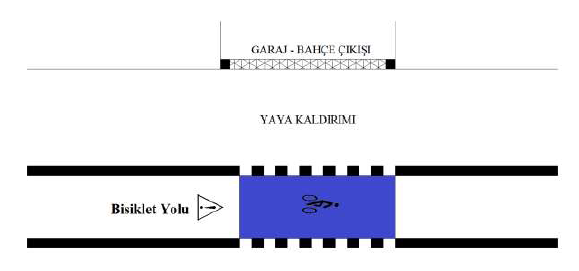 GARAJ - BAHÇE ÇIKIŞI
YAYA KALDIRIMI
Bisiklet Yolu